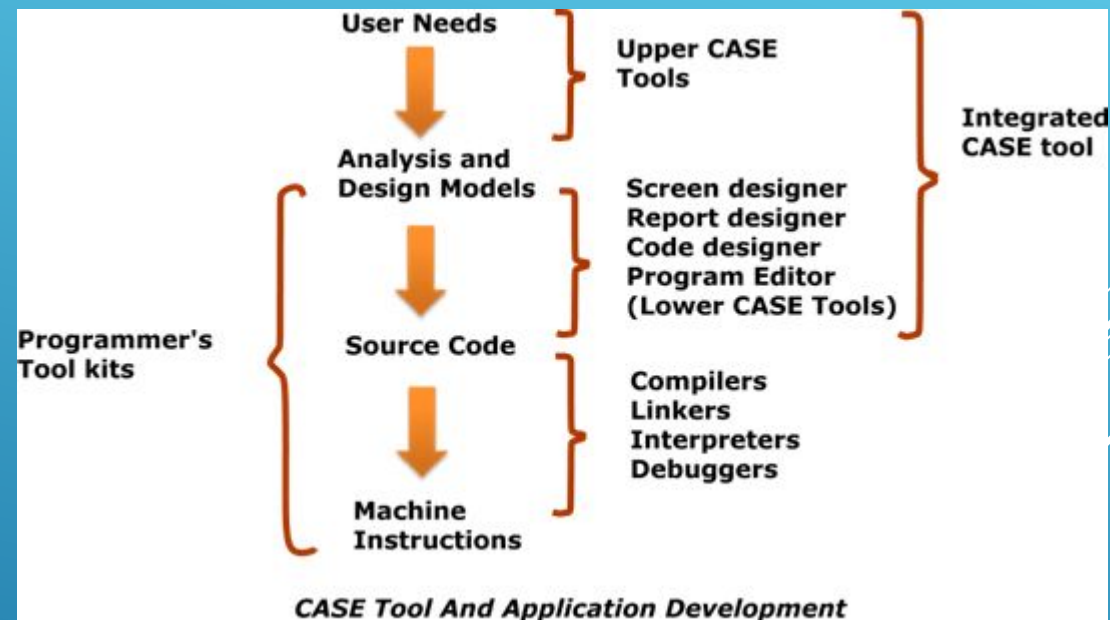 User Needs
Upper CASE
Tools
Integrated
CASE tool
Analysis and
Design Models
Screen designer
Report designer
Code designer
Program Editor
(Lower CASE Tools)
Programmer's
Tool kits
Source Code
Compilers
Linkers
Interpreters
Debuggers
Machine
Instructions
CASE Tool And Application Development